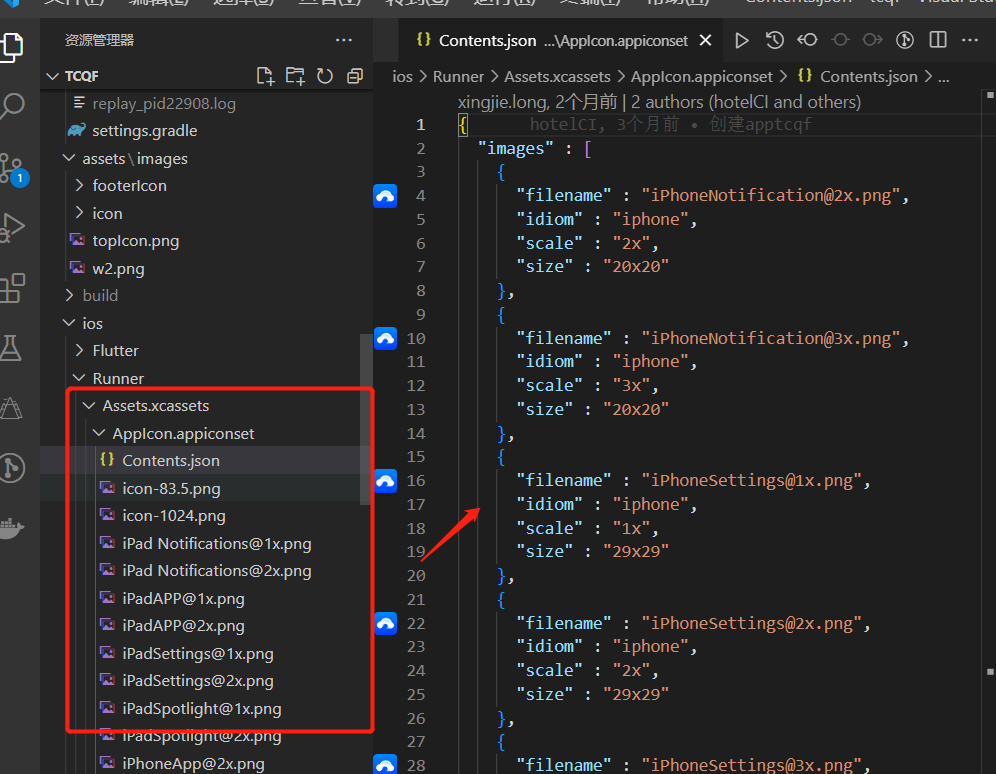 Contents.json - tcqf - Visual Stu
资源管理器
Contents.json ...\AppIcon.appiconset
TCQF
ios > Runner > Assets.xcassets > AppIcon.appiconset > {} Contents.json > ...
replay_pid22908.log
settings.gradle
assets\images
footerIcon
icon
topIcon.png
w2.png
build
ios
Flutter
Runner
Assets.xcassets
AppIcon.appiconset
{} Contents.json
icon-83.5.png
icon-1024.png
iPad Notifications@1x.png
iPad Notifications@2x.png
iPadAPP@1x.png
iPadAPP@2x.png
iPadSettings@1x.png
iPadSettings@2x.png
iPadSpotlight@1x.png
iPadSpotlight@2x.png
iPhoneApp@2x.png
1
xingjie.long, 2个月前 | 2 authors (hotelCI and others)
1 { hotelCI, 3个月前 • 创建apptcqf
2 "images" : [
3 {
4 "filename" : "iPhoneNotification@2x.png",
5 "idiom" : "iphone",
6 "scale" : "2x",
7 "size" : "20x20"
8 },
9 {
10 "filename" : "iPhoneNotification@3x.png",
11 "idiom" : "iphone",
12 "scale" : "3x",
13 "size" : "20x20"
14 },
15 {
16 "filename" : "iPhoneSettings@1x.png",
17 "idiom" : "iphone",
18 "scale" : "1x",
19 "size" : "29x29"
20 },
21 {
22 "filename" : "iPhoneSettings@2x.png",
23 "idiom" : "iphone",
24 "scale" : "2x",
25 "size" : "29x29"
26 },
27 {
28 "filename" : "iPhoneSettings@3x.png",